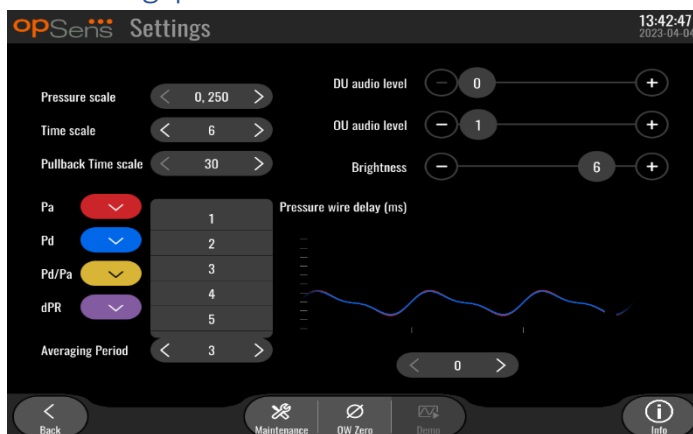 opSens Settings
13:42:47
2023-04-04
Pressure scale 0, 250
Time scale 6
Pullback Time scale 30
DU audio level 0
OU audio level 1
Brightness 6
Pa
Pd
Pd/Pa
dPR
1
2
3
4
5
Averaging Period 3
Pressure wire delay (ms)
0
Back
Maintenance
OW Zero
Demo
Info